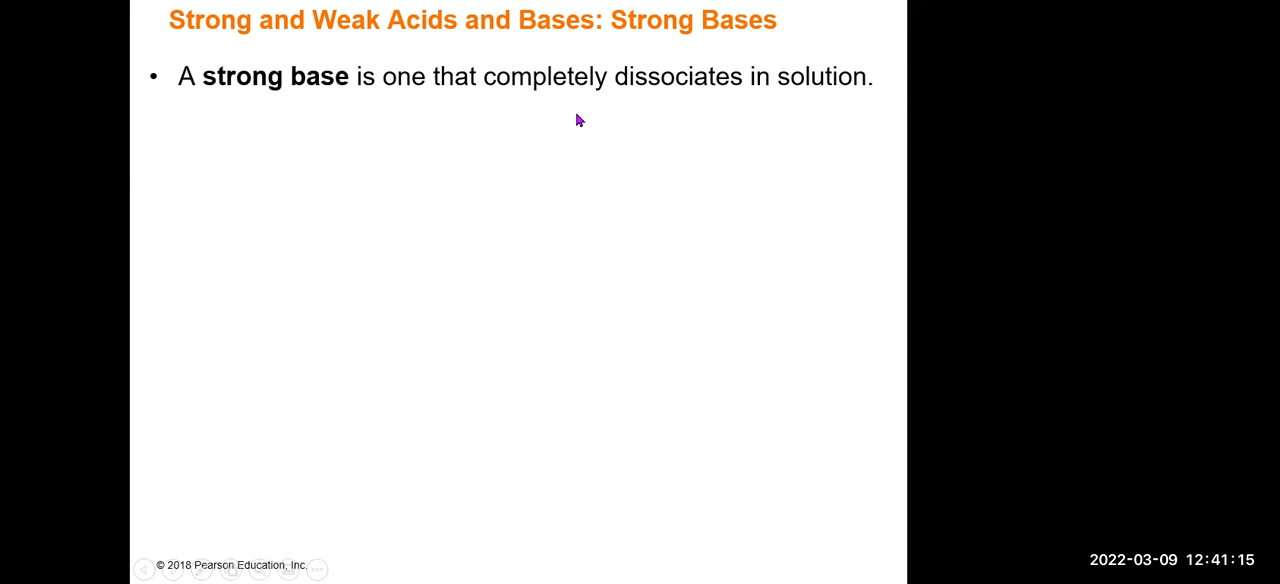 Strong and Weak Acids and Bases: Strong Bases
• A strong base is one that completely dissociates in solution.
© 2018 Pearson Education, Inc.
2022-03-09 12:41:15